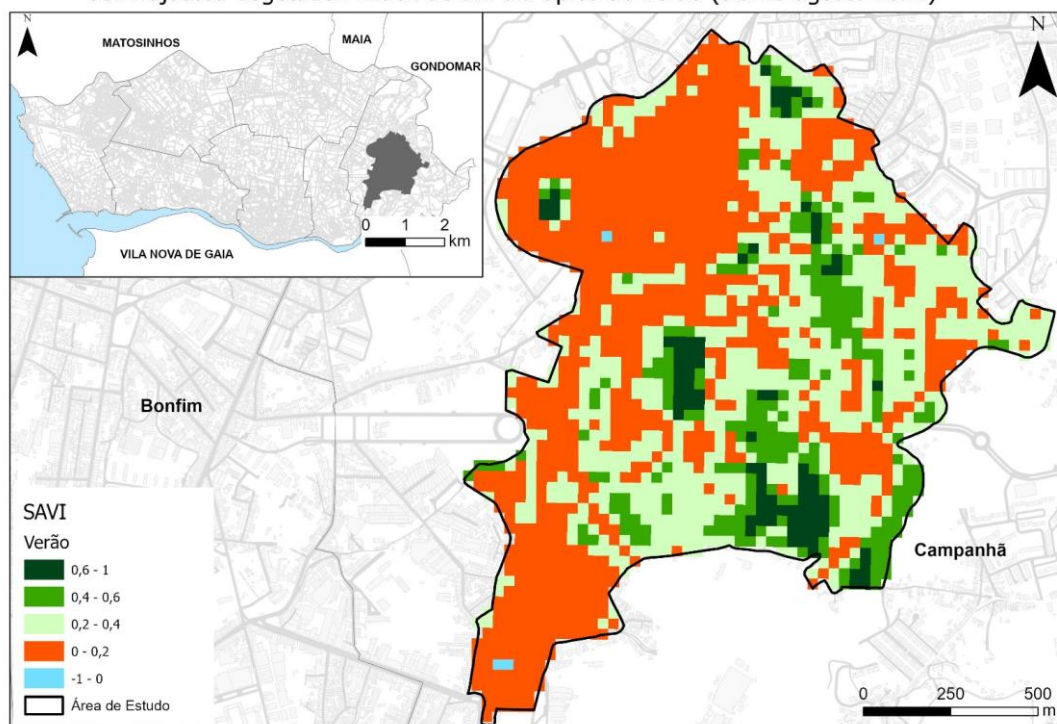 N
MATOSINHOS
MAIA
GONDOMAR
VILA NOVA DE GAIA
0 1 2
km
N
Bonfim
Campanhã
SAVI
Verão
0,6 - 1
0,4 - 0,6
0,2 - 0,4
0 - 0,2
-1 - 0
Área de Estudo
0 250 500
m